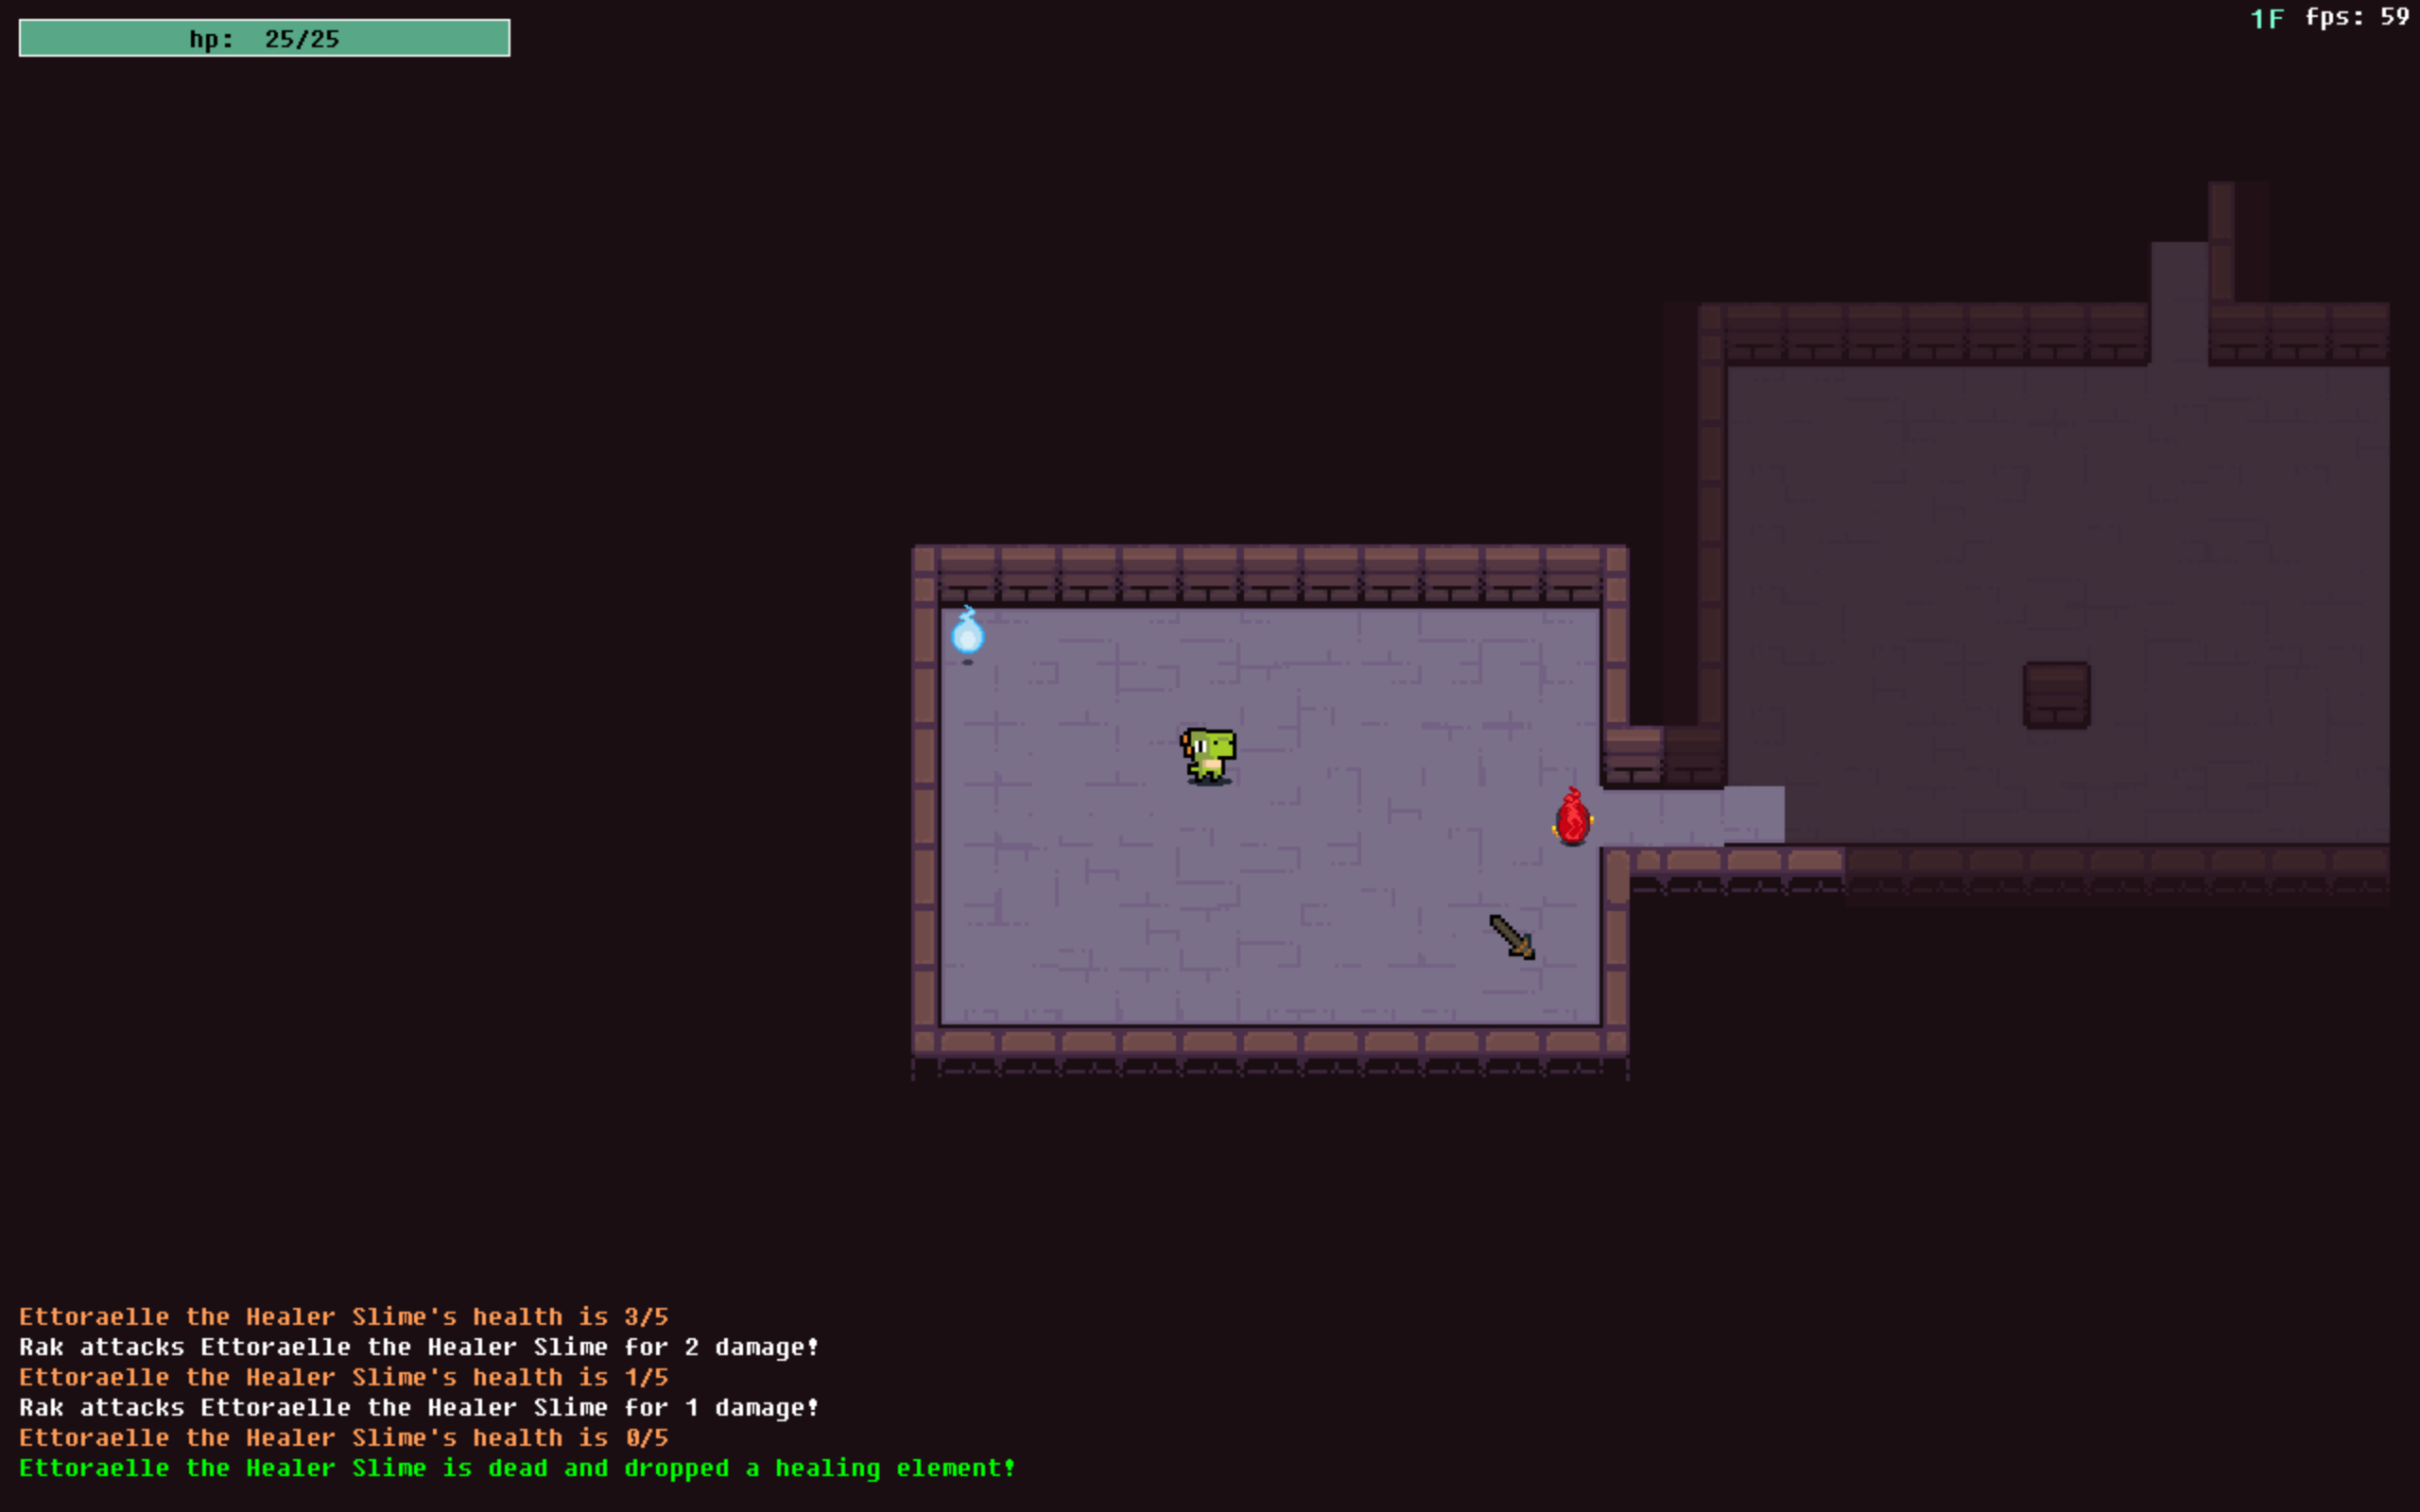 hp: 25/25
1F fps: 59
Ettoraelle the Healer Slime's health is 3/5
Rak attacks Ettoraelle the Healer Slime for 2 damage!
Ettoraelle the Healer Slime's health is 1/5
Rak attacks Ettoraelle the Healer Slime for 1 damage!
Ettoraelle the Healer Slime's health is 0/5
Ettoraelle the Healer Slime is dead and dropped a healing element!